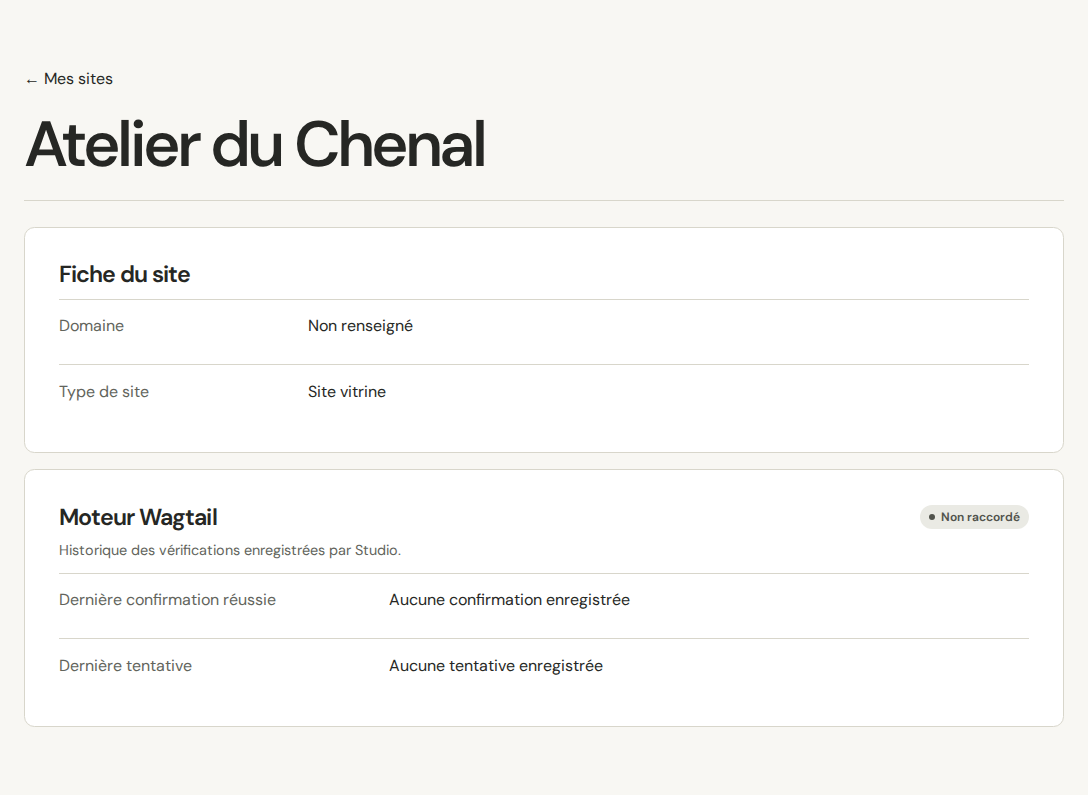 ← Mes sites
Atelier du Chenal
Fiche du site
Domaine Non renseigné
Type de site Site vitrine
Moteur Wagtail Non raccordé
Historique des vérifications enregistrées par Studio.
Dernière confirmation réussie Aucune confirmation enregistrée
Dernière tentative Aucune tentative enregistrée